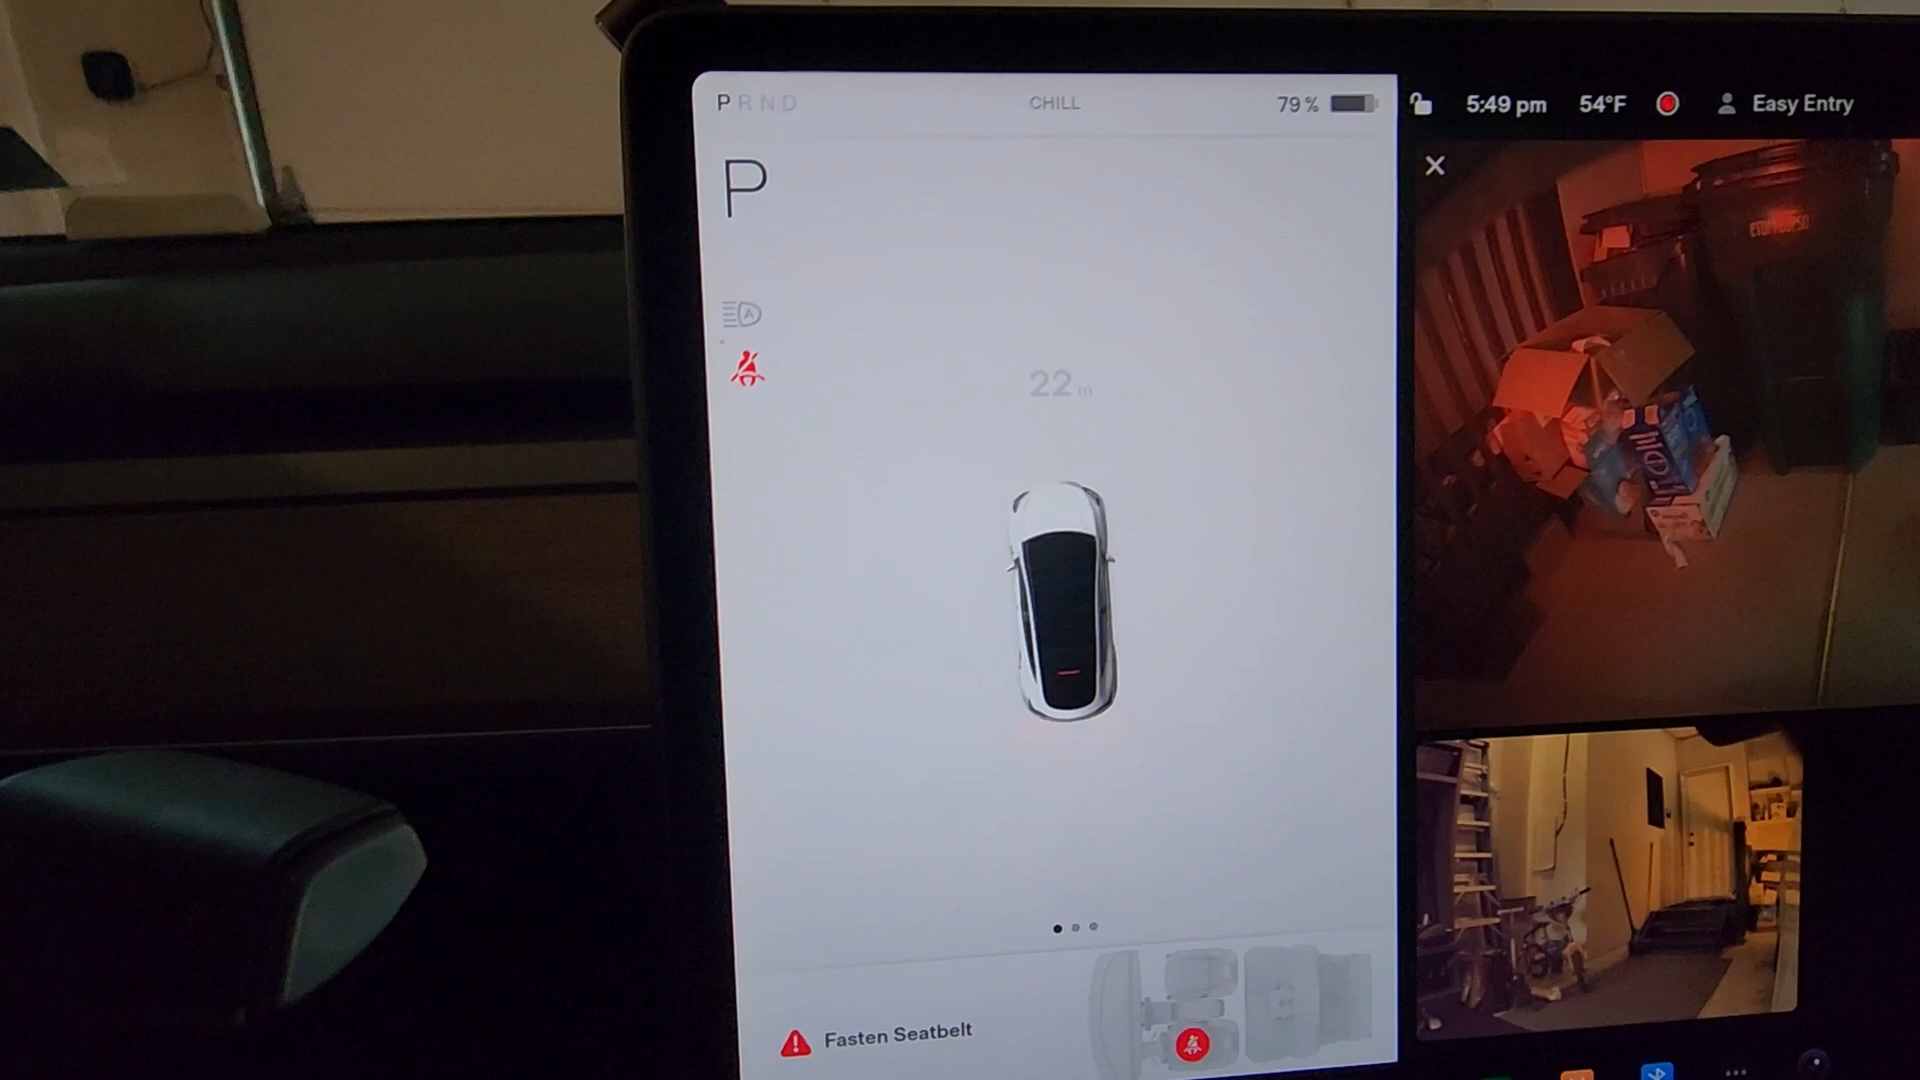 PRND
CHILL
79 %
5:49 pm
54°F
Easy Entry
P
A
22 in
Fasten Seatbelt